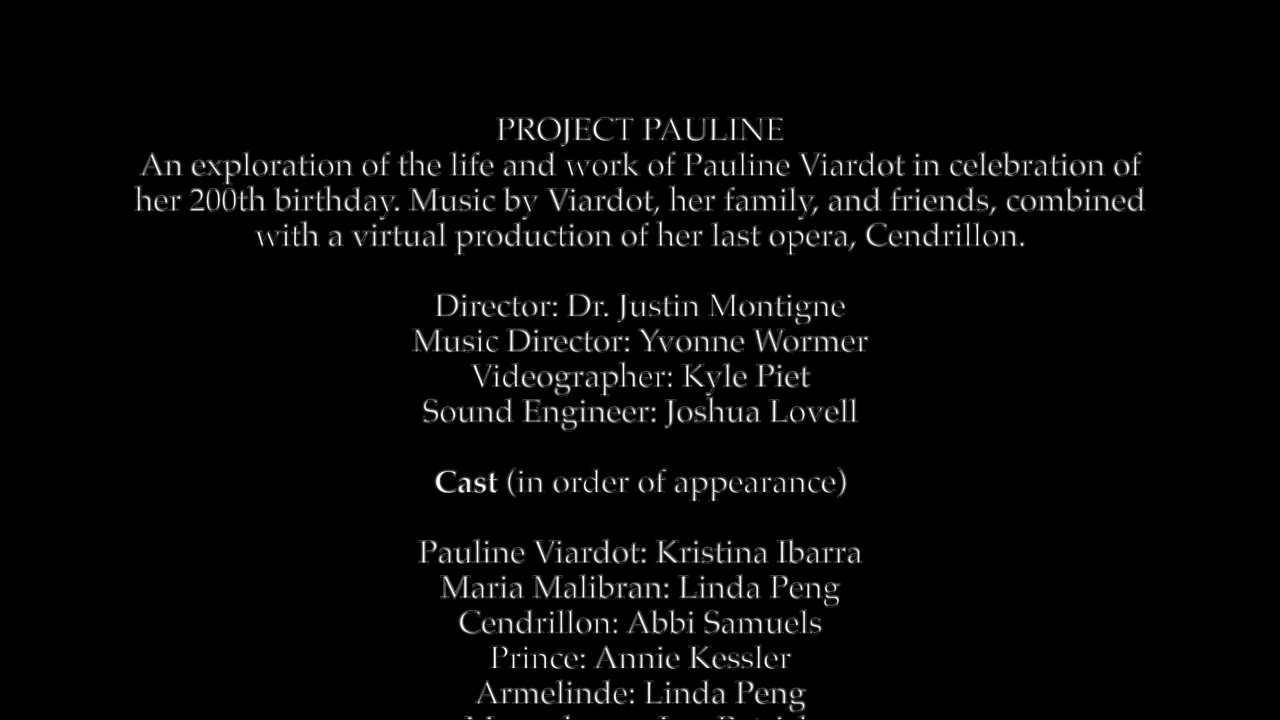 PROJECT PAULINE
An exploration of the life and work of Pauline Viardot in celebration of
her 200th birthday. Music by Viardot, her family, and friends, combined
with a virtual production of her last opera, Cendrillon.
Director: Dr. Justin Montigne
Music Director: Yvonne Wormer
Videographer: Kyle Piet
Sound Engineer: Joshua Lovell
Cast (in order of appearance)
Pauline Viardot: Kristina Ibarra
Maria Malibran: Linda Peng
Cendrillon: Abbi Samuels
Prince: Annie Kessler
Armelinde: Linda Peng